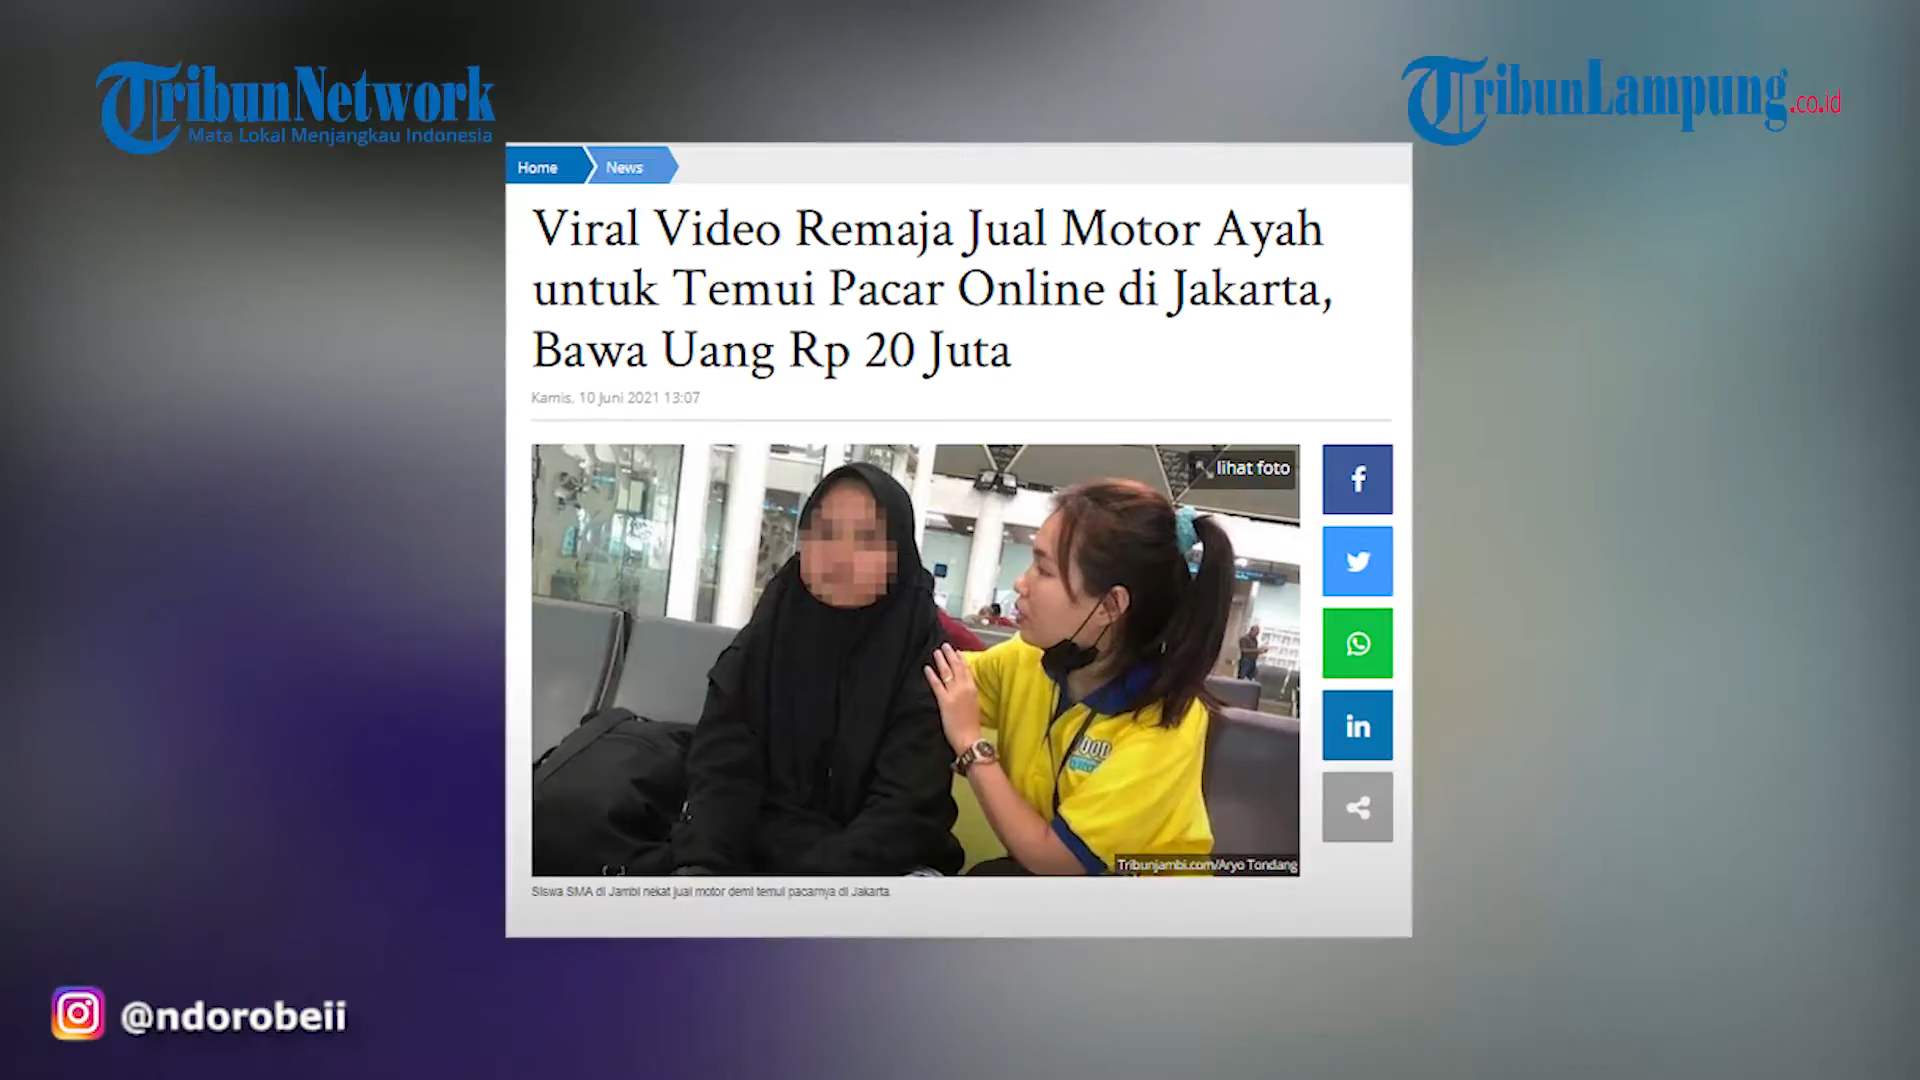 TribunNetwork
Mata Lokal Menjangkau Indonesia
TribunLampung.co.id
Home News
Viral Video Remaja Jual Motor Ayah
untuk Temui Pacar Online di Jakarta,
Bawa Uang Rp 20 Juta
Kamis, 10 Juni 2021 13:07
lihat foto
Tribunjambi.com/Aryo Tondang
Siswa SMA di Jambi nekat jual motor demi temui pacarnya di Jakarta.
@ndorobeii